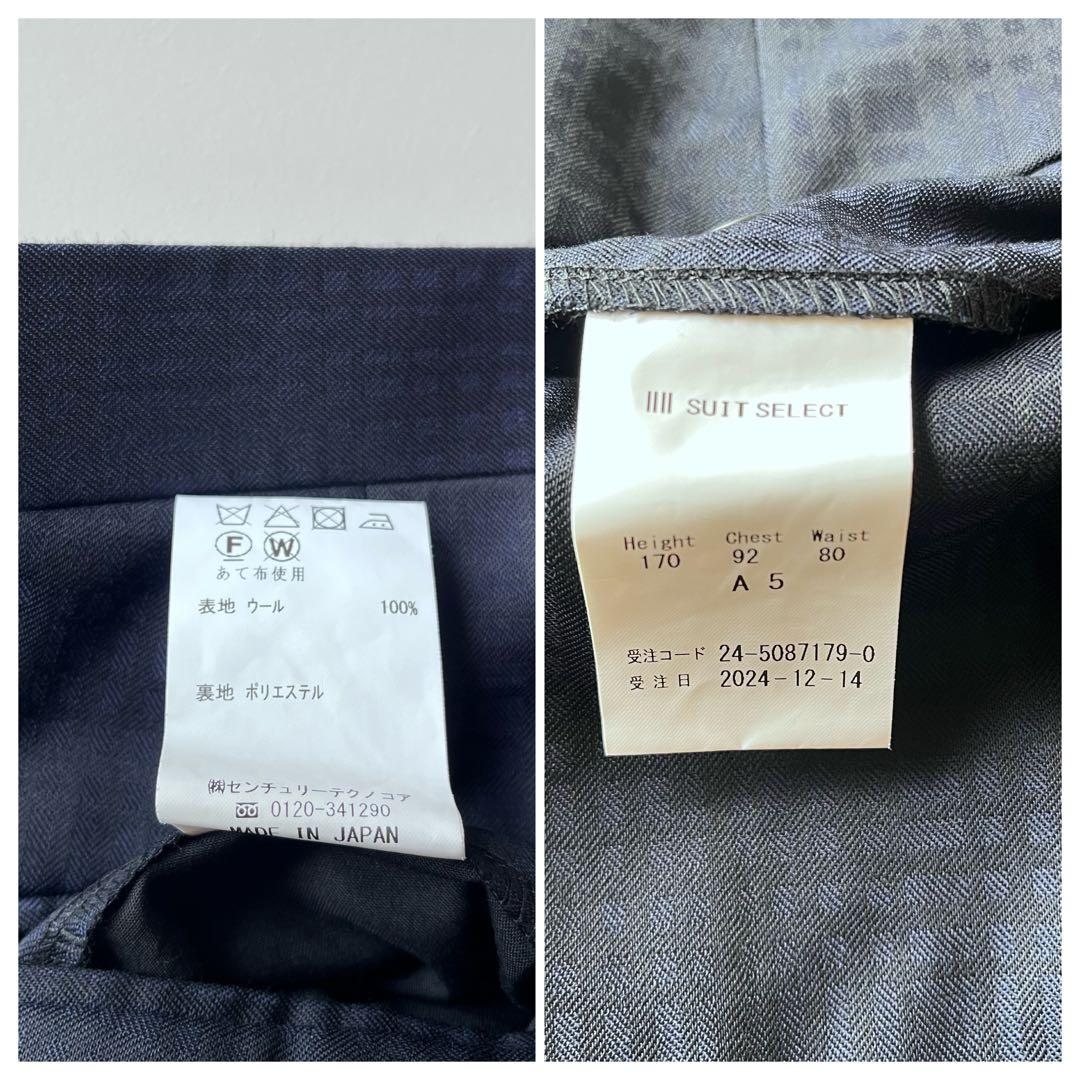 F W
あて布使用
表地 ウール 100%
裏地 ポリエステル
㈱センチュリーテクノコア
0120-341290
MADE IN JAPAN
SUIT SELECT
Height Chest Waist
170 92 80
A 5
受注コード 24-5087179-0
受注日 2024-12-14